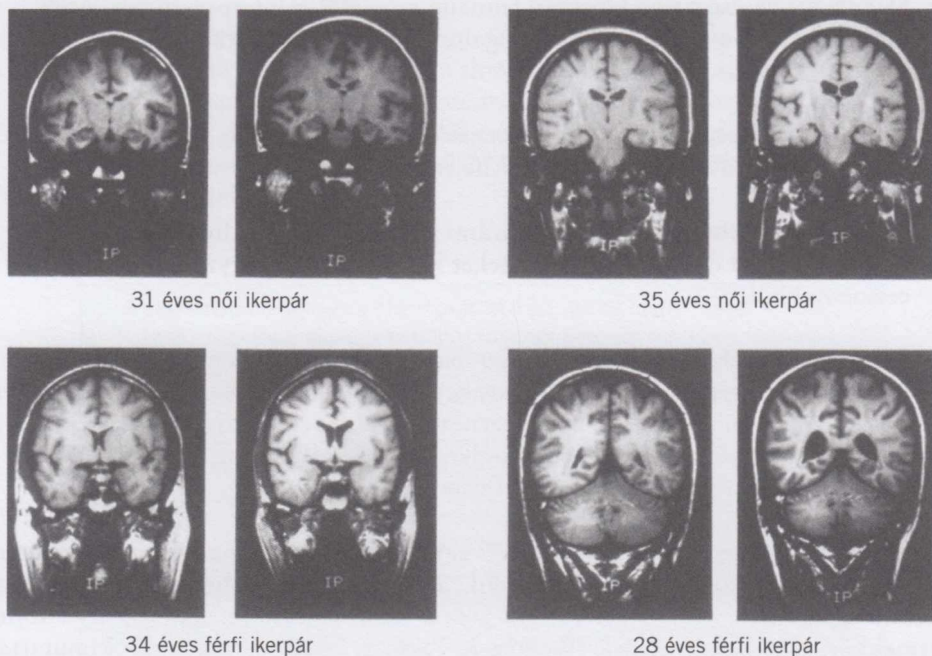 IP
IP
IP
IP
31 éves női ikerpár
35 éves női ikerpár
IP
IP
IP
IP
34 éves férfi ikerpár
28 éves férfi ikerpár